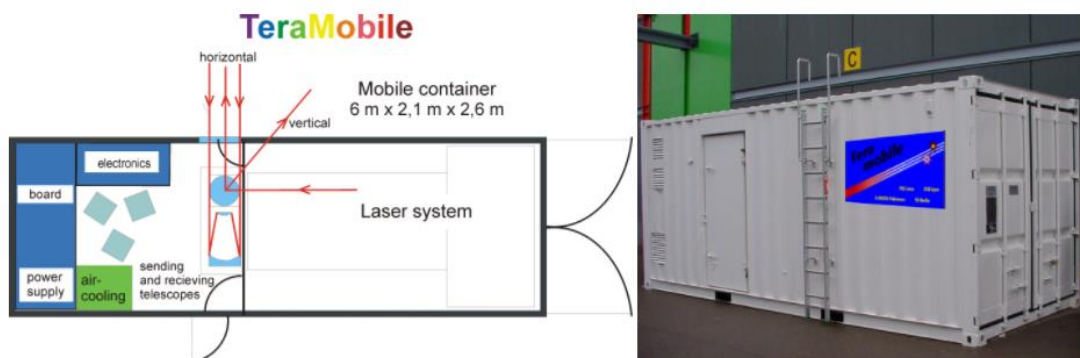 TeraMobile
horizontal
Mobile container
6 m x 2,1 m x 2,6 m
vertical
electronics
board
Laser system
power
supply
air-
cooling
sending
and recieving
telescopes
C
Tera
mobile